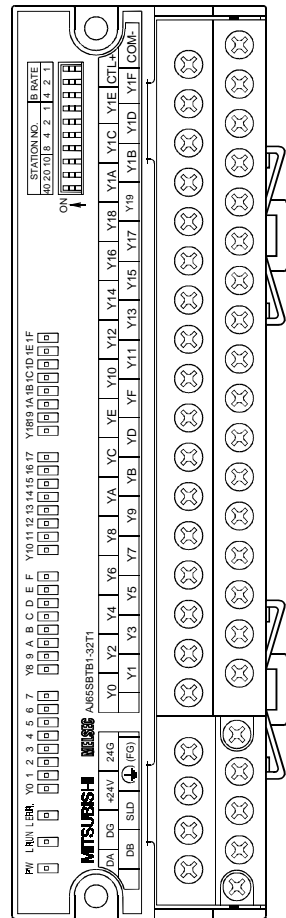 PW L RUN L ERR. Y0 1 2 3 4 5 6 7 Y8 9 A B C D E F Y10 11 12 13 14 15 16 17 Y18 19 1A 1B 1C 1D 1E 1F
STATION NO. B RATE
40 20 10 8 4 2 1 4 2 1
ON
MITSUBISHI MELSEC AJ65SBTB1-32T1
DA DG +24V 24G Y0 Y2 Y4 Y6 Y8 YA YC YE Y10 Y12 Y14 Y16 Y18 Y1A Y1C Y1E CTL+
DB SLD (FG) Y1 Y3 Y5 Y7 Y9 YB YD YF Y11 Y13 Y15 Y17 Y19 Y1B Y1D Y1F COM-